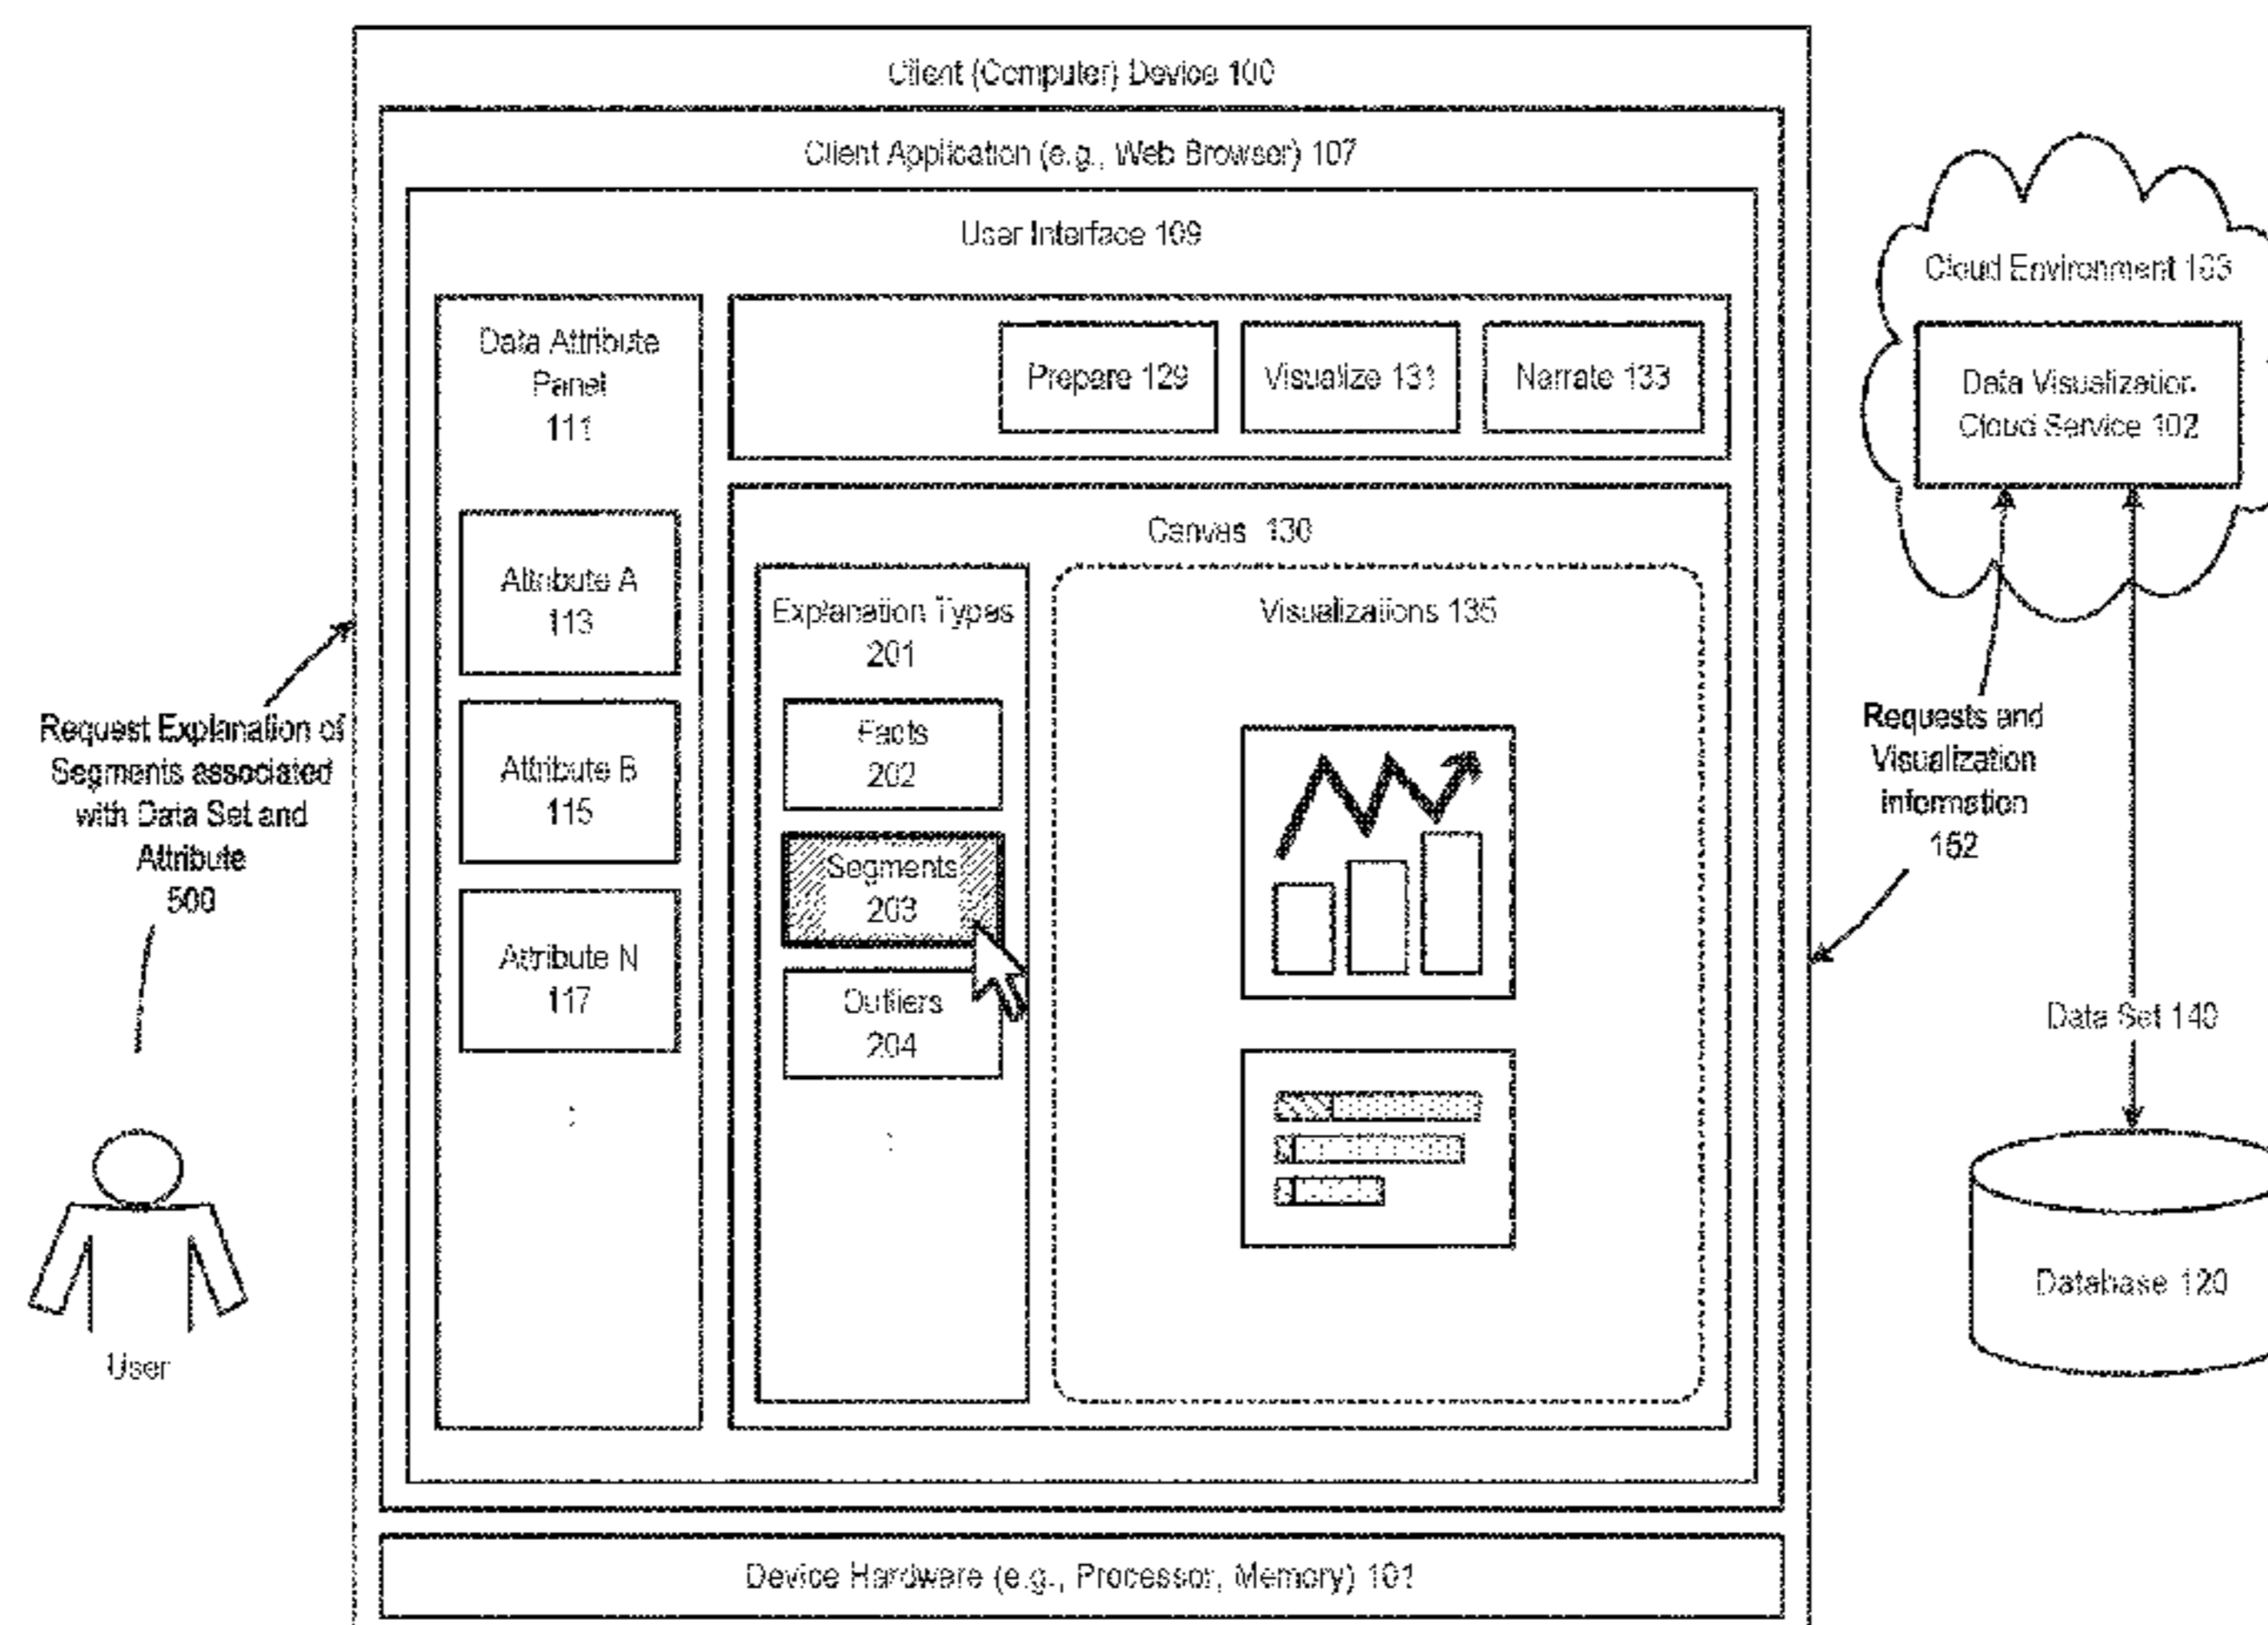 Client (Computer) Device 100
Client Application (e.g., Web Browser) 107
User Interface 109
Data Attribute
Panel
111
Attribute A
113
Attribute B
115
Attribute N
117
Prepare 129
Visualize 131
Narrate 133
Canvas 130
Explanation Types
201
Facts
202
Segments
203
Outliers
204
Visualizations 135
Device Hardware (e.g., Processor, Memory) 101
Request Explanation of
Segments associated
with Data Set and
Attribute
500
User
Cloud Environment 103
Data Visualization
Cloud Service 102
Requests and
Visualization
information
152
Data Set 140
Database 120